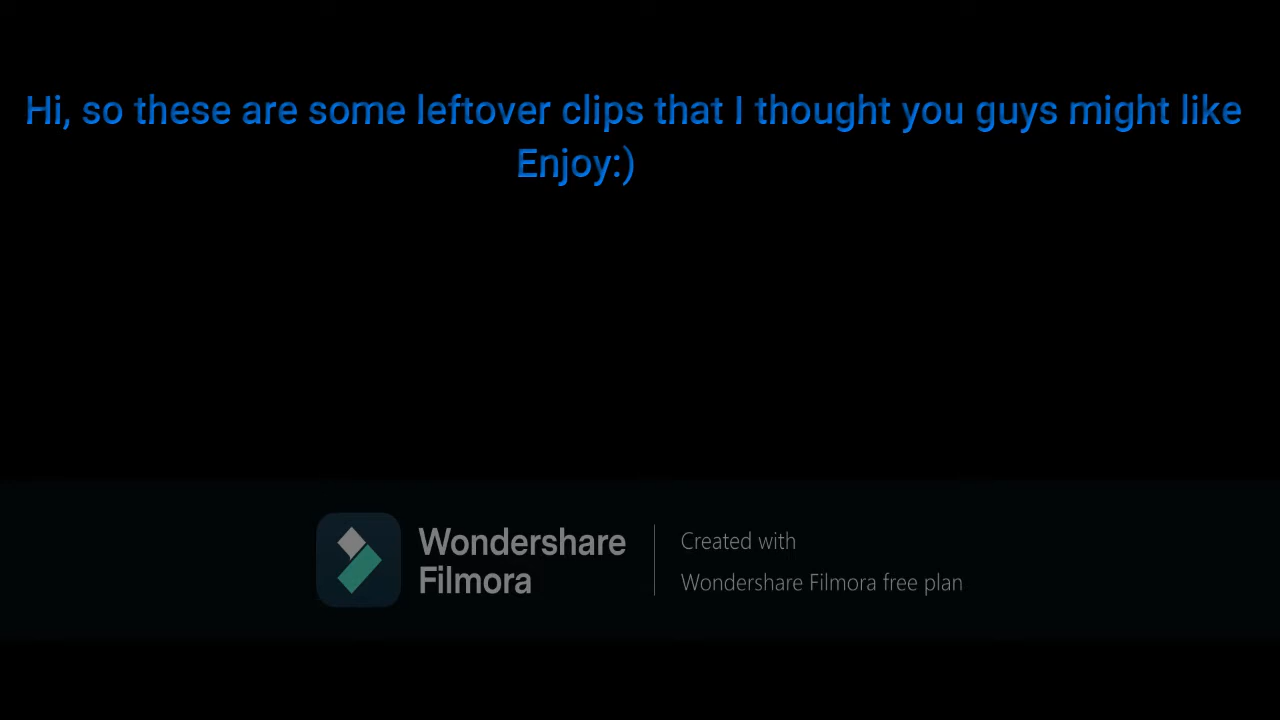 Hi, so these are some leftover clips that I thought you guys might like
Enjoy:)
Wondershare
Filmora
Created with
Wondershare Filmora free plan